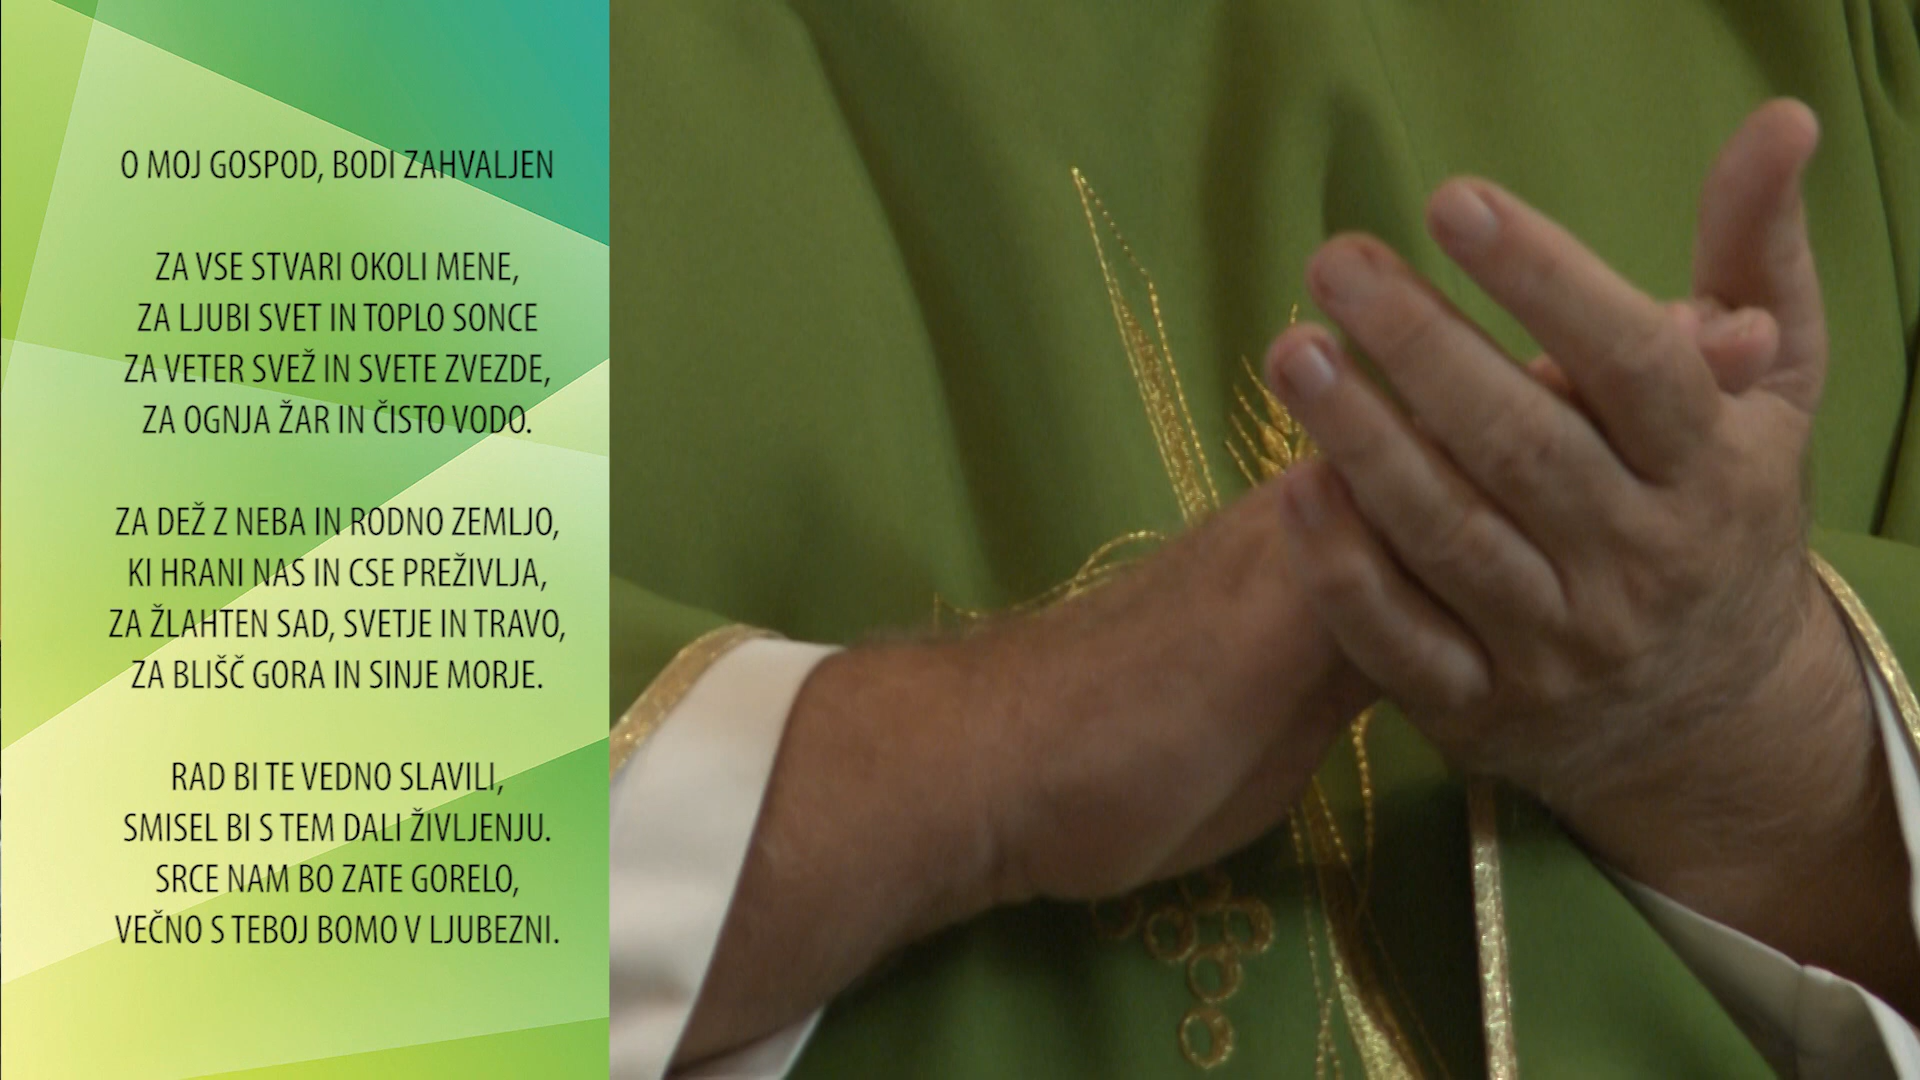 O MOJ GOSPOD, BODI ZAHVALJEN
ZA VSE STVARI OKOLI MENE,
ZA LJUBI SVET IN TOPLO SONCE
ZA VETER SVEŽ IN SVETE ZVEZDE,
ZA OGNJA ŽAR IN ČISTO VODO.
ZA DEŽ Z NEBA IN RODNO ZEMLJO,
KI HRANI NAS IN CSE PREŽIVLJA,
ZA ŽLAHTEN SAD, SVETJE IN TRAVO,
ZA BLIŠČ GORA IN SINJE MORJE.
RAD BI TE VEDNO SLAVILI,
SMISEL BI S TEM DALI ŽIVLJENJU.
SRCE NAM BO ZATE GORELO,
VEČNO S TEBOJ BOMO V LJUBEZNI.